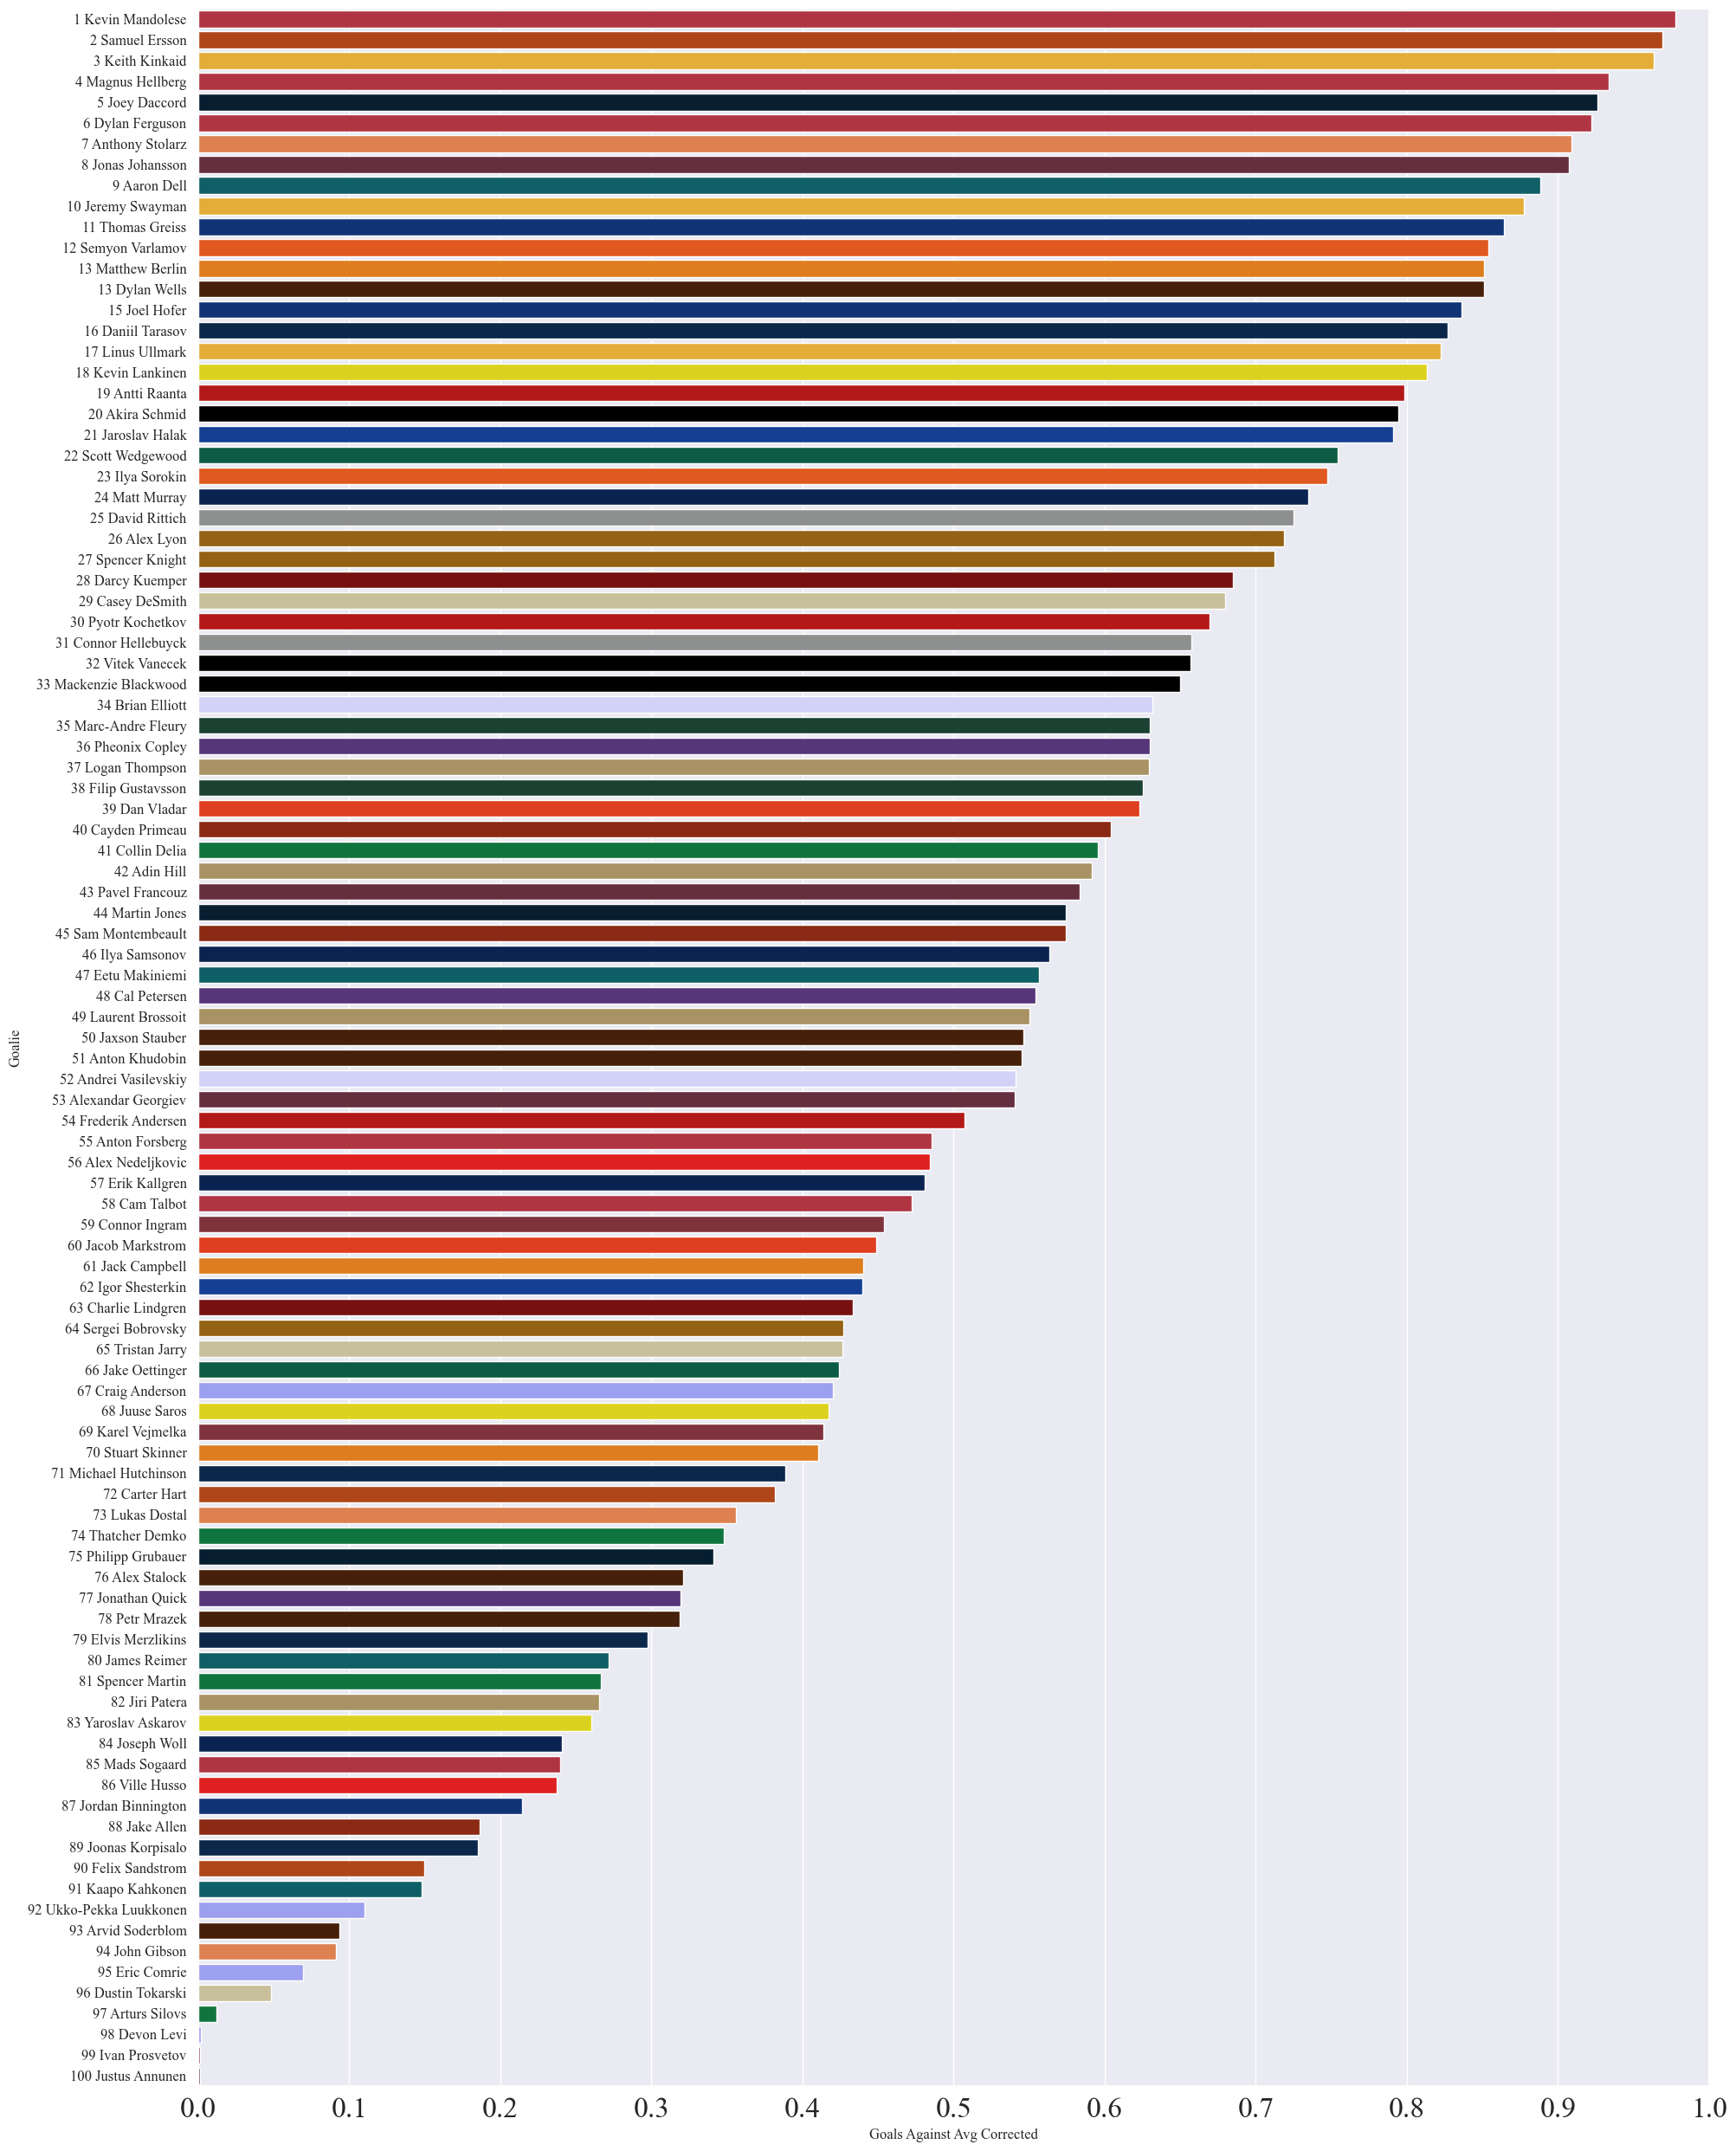 1 Kevin Mandolese
2 Samuel Ersson
3 Keith Kinkaid
4 Magnus Hellberg
5 Joey Daccord
6 Dylan Ferguson
7 Anthony Stolarz
8 Jonas Johansson
9 Aaron Dell
10 Jeremy Swayman
11 Thomas Greiss
12 Semyon Varlamov
13 Matthew Berlin
13 Dylan Wells
15 Joel Hofer
16 Daniil Tarasov
17 Linus Ullmark
18 Kevin Lankinen
19 Antti Raanta
20 Akira Schmid
21 Jaroslav Halak
22 Scott Wedgewood
23 Ilya Sorokin
24 Matt Murray
25 David Rittich
26 Alex Lyon
27 Spencer Knight
28 Darcy Kuemper
29 Casey DeSmith
30 Pyotr Kochetkov
31 Connor Hellebuyck
32 Vitek Vanecek
33 Mackenzie Blackwood
34 Brian Elliott
35 Marc-Andre Fleury
36 Pheonix Copley
37 Logan Thompson
38 Filip Gustavsson
39 Dan Vladar
40 Cayden Primeau
41 Collin Delia
42 Adin Hill
43 Pavel Francouz
44 Martin Jones
45 Sam Montembeault
46 Ilya Samsonov
47 Eetu Makiniemi
48 Cal Petersen
49 Laurent Brossoit
50 Jaxson Stauber
51 Anton Khudobin
52 Andrei Vasilevskiy
53 Alexandar Georgiev
54 Frederik Andersen
55 Anton Forsberg
56 Alex Nedeljkovic
57 Erik Kallgren
58 Cam Talbot
59 Connor Ingram
60 Jacob Markstrom
61 Jack Campbell
62 Igor Shesterkin
63 Charlie Lindgren
64 Sergei Bobrovsky
65 Tristan Jarry
66 Jake Oettinger
67 Craig Anderson
68 Juuse Saros
69 Karel Vejmelka
70 Stuart Skinner
71 Michael Hutchinson
72 Carter Hart
73 Lukas Dostal
74 Thatcher Demko
75 Philipp Grubauer
76 Alex Stalock
77 Jonathan Quick
78 Petr Mrazek
79 Elvis Merzlikins
80 James Reimer
81 Spencer Martin
82 Jiri Patera
83 Yaroslav Askarov
84 Joseph Woll
85 Mads Sogaard
86 Ville Husso
87 Jordan Binnington
88 Jake Allen
89 Joonas Korpisalo
90 Felix Sandstrom
91 Kaapo Kahkonen
92 Ukko-Pekka Luukkonen
93 Arvid Soderblom
94 John Gibson
95 Eric Comrie
96 Dustin Tokarski
97 Arturs Silovs
98 Devon Levi
99 Ivan Prosvetov
100 Justus Annunen
Goalie
0.0 0.1 0.2 0.3 0.4 0.5 0.6 0.7 0.8 0.9 1.0
Goals Against Avg Corrected